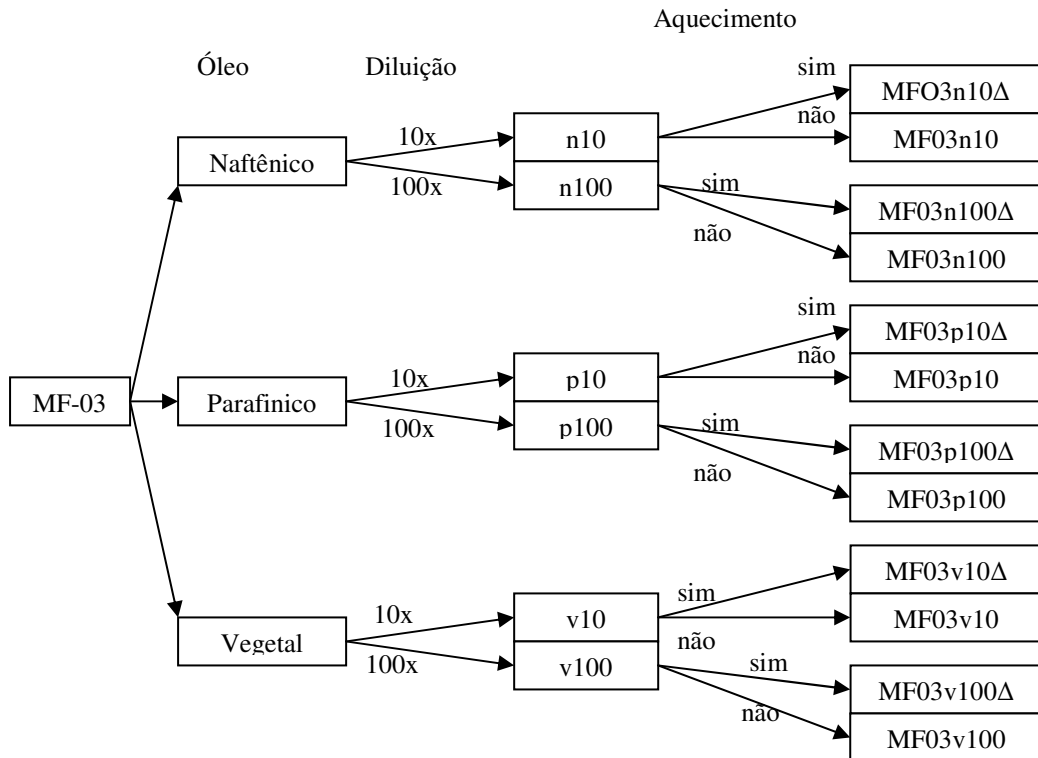 Aquecimento
Óleo
Diluição
sim
MFO3n10Δ
não
MF03n10
10x
n10
Naftênico
100x
n100
sim
MF03n100Δ
não
MF03n100
sim
MF03p10Δ
não
MF03p10
10x
p10
MF-03
Parafinico
100x
p100
sim
MF03p100Δ
não
MF03p100
MF03v10Δ
sim
10x
v10
MF03v10
não
Vegetal
100x
v100
sim
MF03v100Δ
não
MF03v100